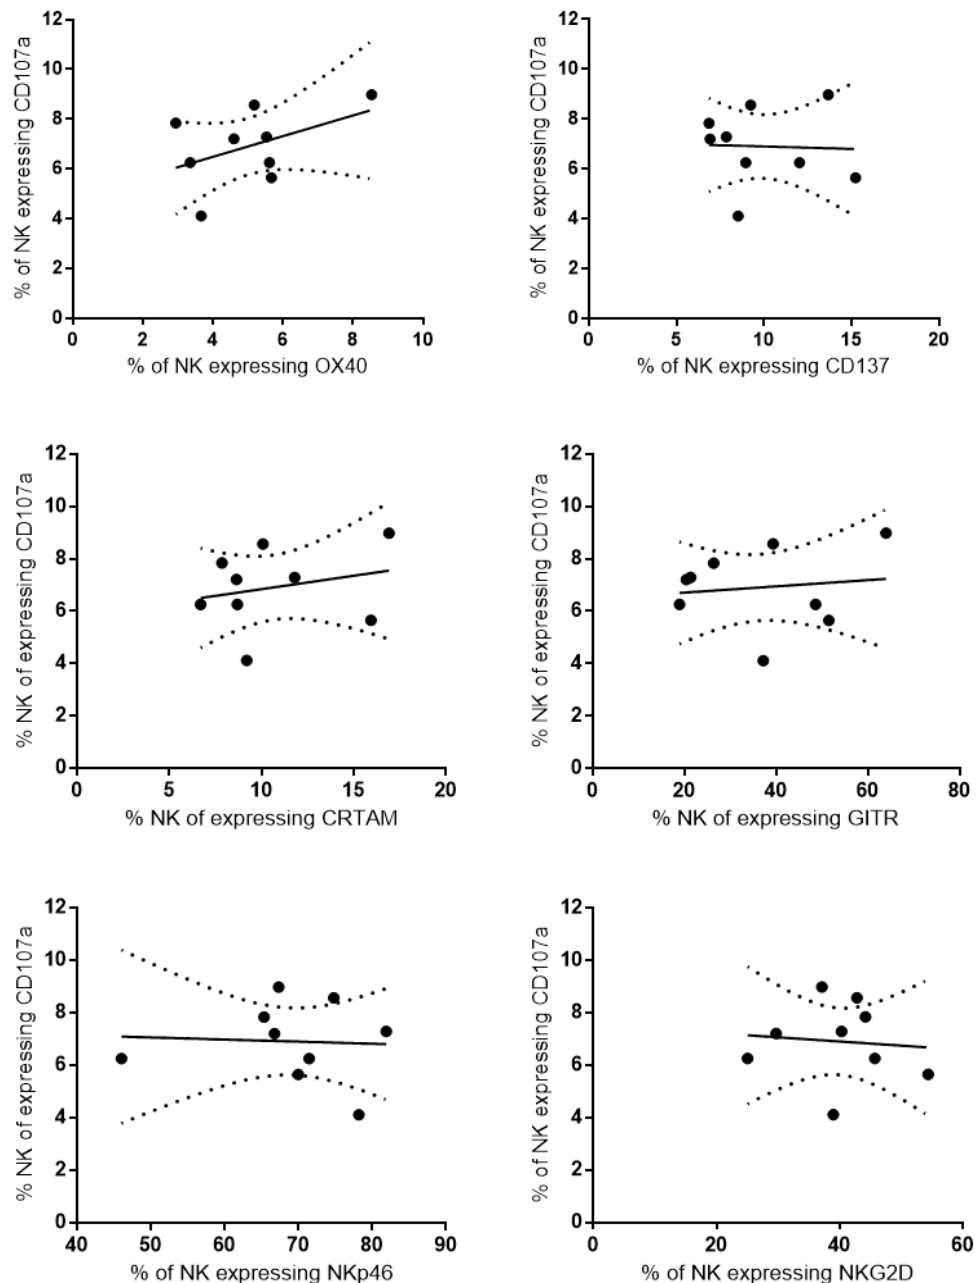 % of NK expressing CD107a
12
10
8
6
4
2
0
0 2 4 6 8 10
% of NK expressing OX40
% of NK expressing CD107a
12
10
8
6
4
2
0
0 5 10 15 20
% of NK expressing CD137
% NK of expressing CD107a
12
10
8
6
4
2
0
0 5 10 15 20
% NK of expressing CRTAM
% NK of expressing CD107a
12
10
8
6
4
2
0
0 20 40 60 80
% NK of expressing GITR
% NK of expressing CD107a
12
10
8
6
4
2
0
40 50 60 70 80 90
% of NK expressing NKp46
% of NK expressing CD107a
12
10
8
6
4
2
0
0 20 40 60
% of NK expressing NKG2D